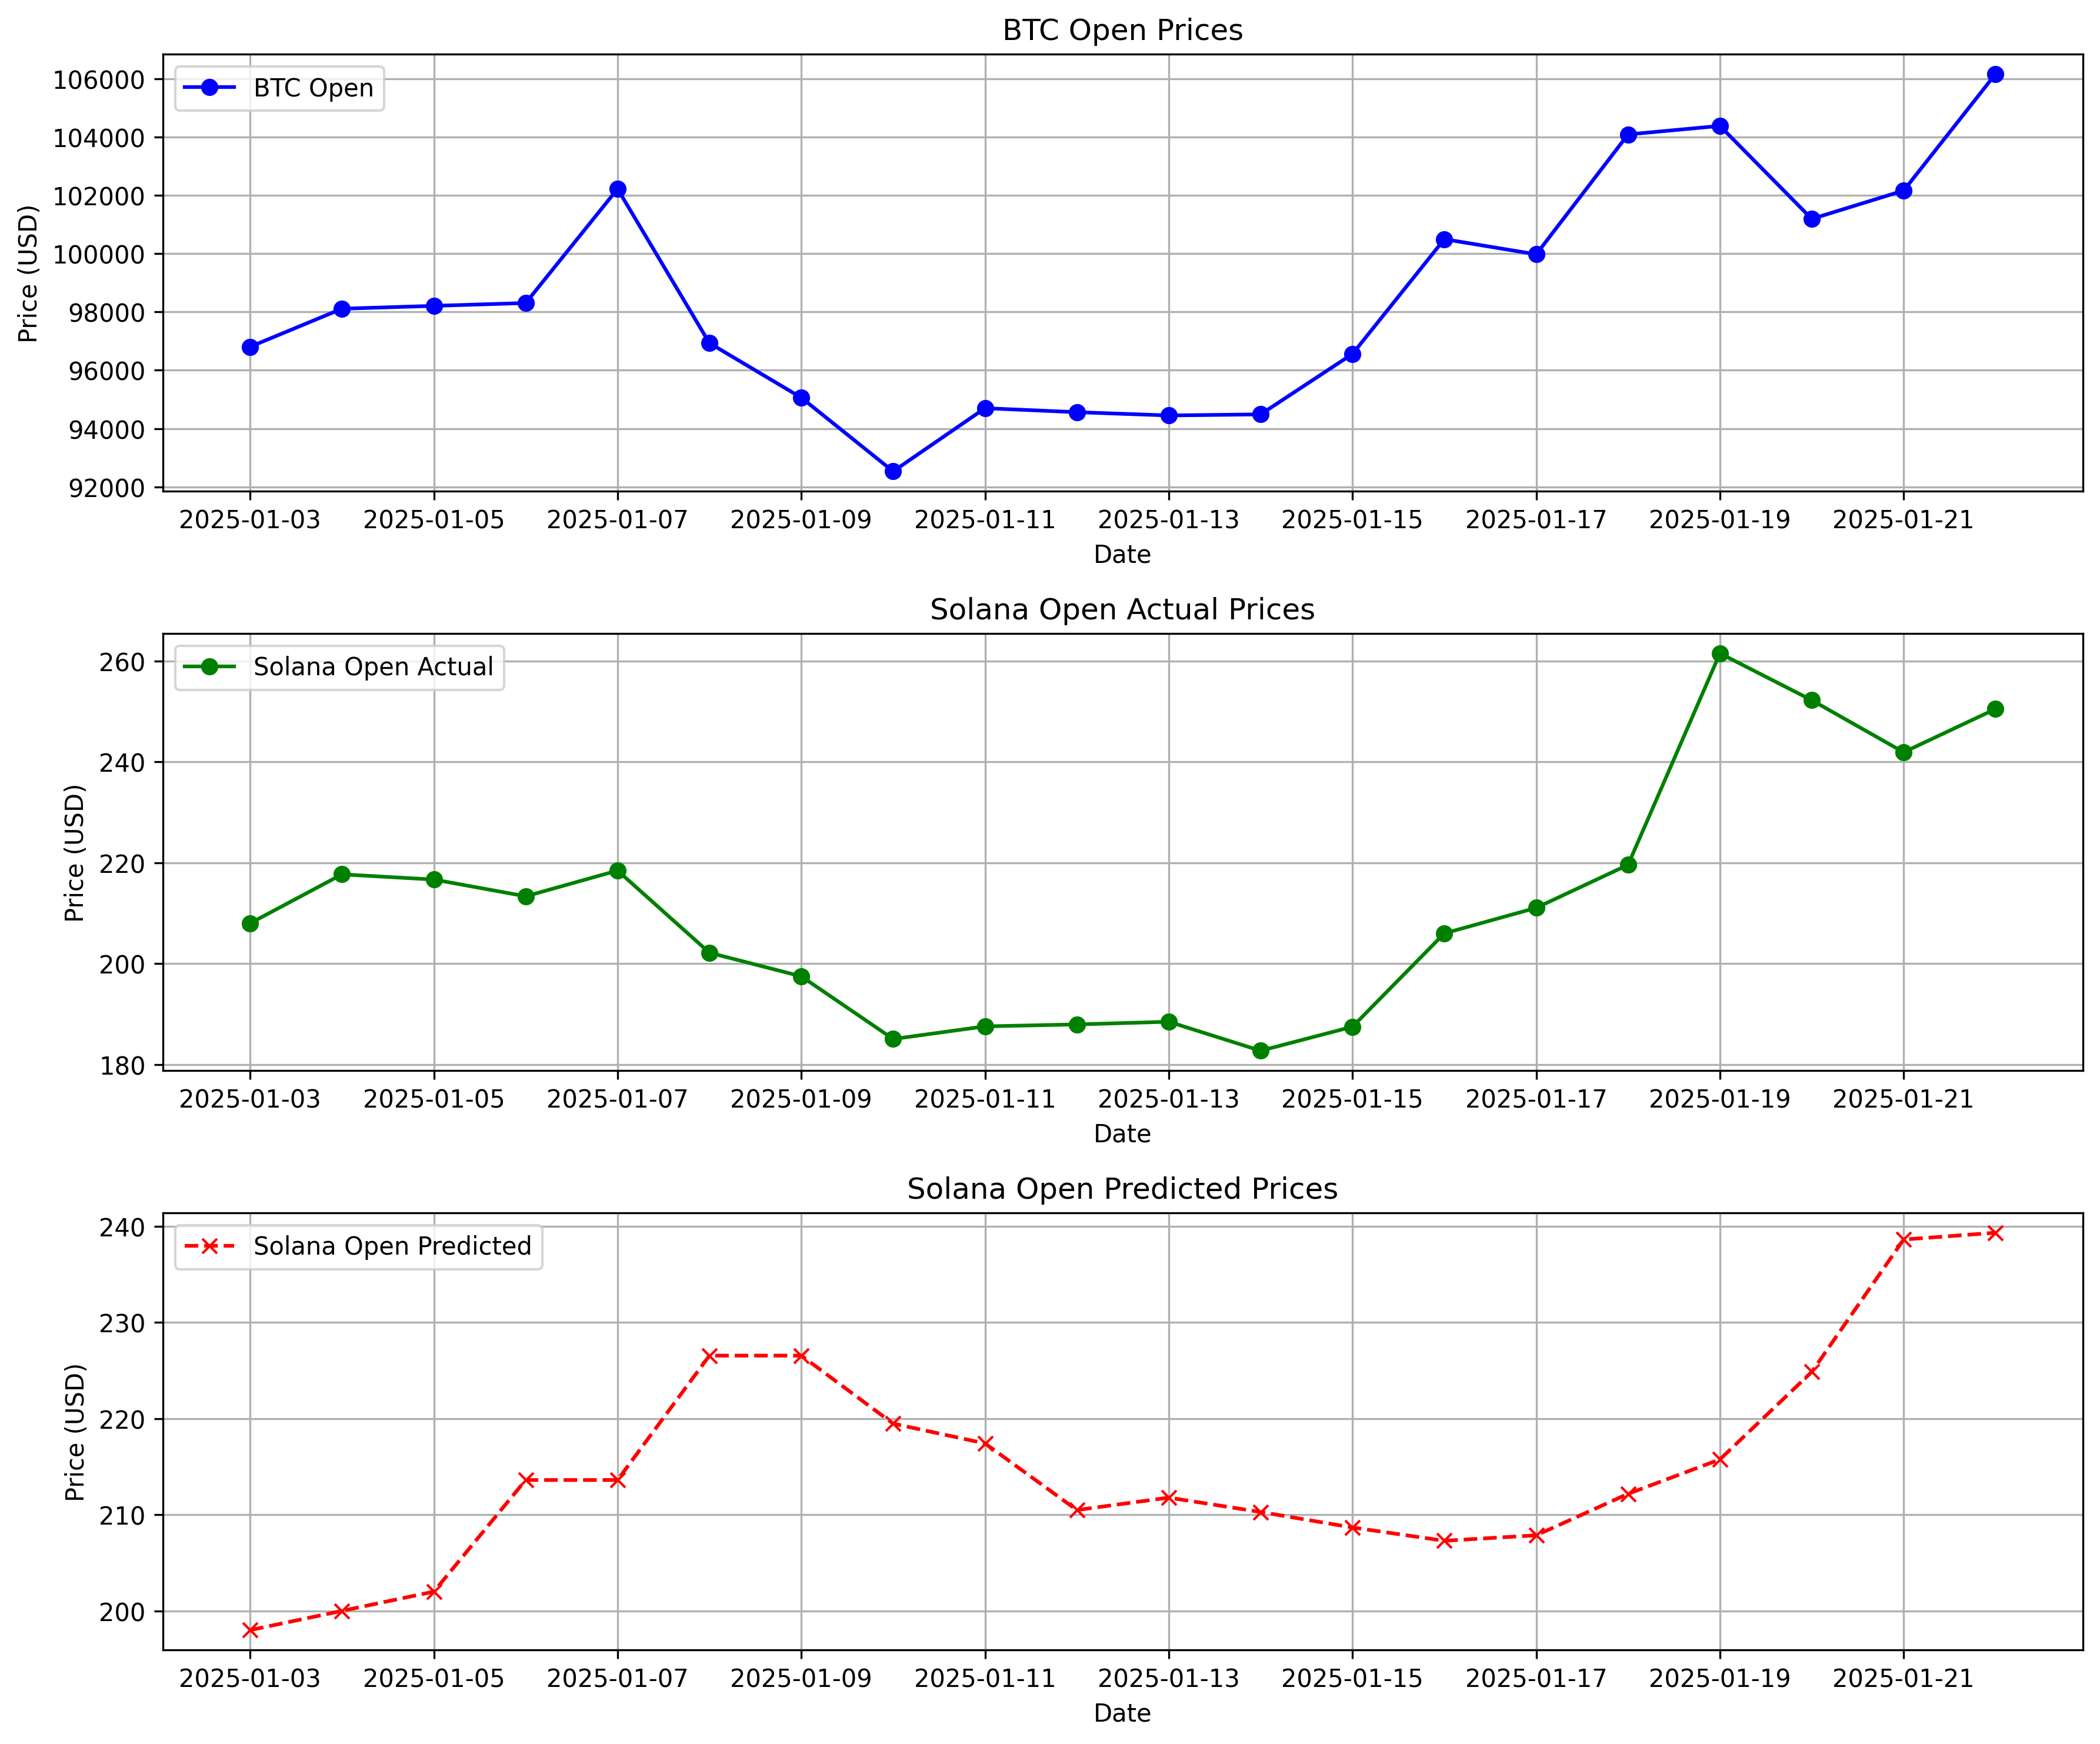 BTC Open Prices
BTC Open
Price (USD)
106000
104000
102000
100000
98000
96000
94000
92000
2025-01-03 2025-01-05 2025-01-07 2025-01-09 2025-01-11 2025-01-13 2025-01-15 2025-01-17 2025-01-19 2025-01-21
Date
Solana Open Actual Prices
Solana Open Actual
Price (USD)
260
240
220
200
180
2025-01-03 2025-01-05 2025-01-07 2025-01-09 2025-01-11 2025-01-13 2025-01-15 2025-01-17 2025-01-19 2025-01-21
Date
Solana Open Predicted Prices
Solana Open Predicted
Price (USD)
240
230
220
210
200
2025-01-03 2025-01-05 2025-01-07 2025-01-09 2025-01-11 2025-01-13 2025-01-15 2025-01-17 2025-01-19 2025-01-21
Date